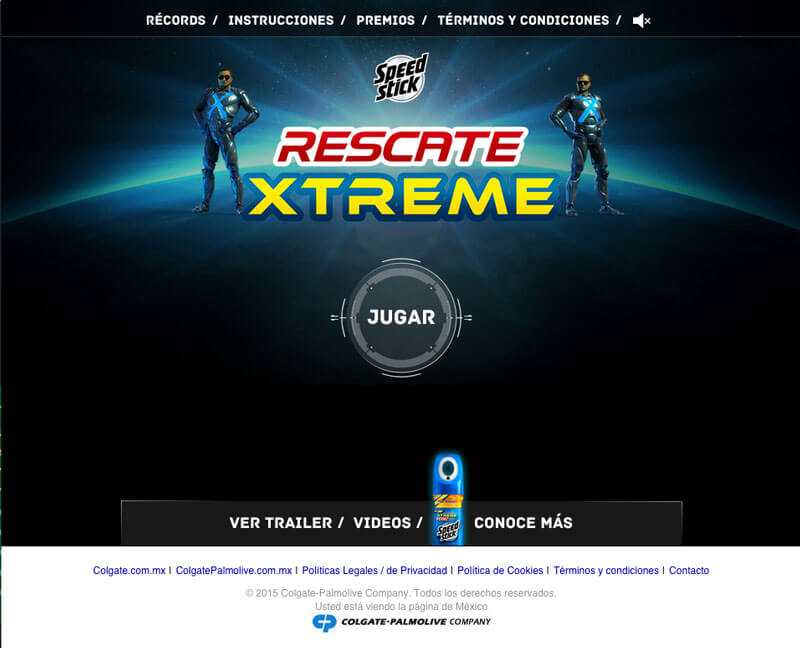 RÉCORDS / INSTRUCCIONES / PREMIOS / TÉRMINOS Y CONDICIONES /
Speed
stick
RESCATE
XTREME
JUGAR
VER TRAILER / VIDEOS / CONOCE MÁS
XTREME
Speed
stick
Colgate.com.mx I ColgatePalmolive.com.mx I Políticas Legales / de Privacidad I Política de Cookies I Términos y condiciones I Contacto
© 2015 Colgate-Palmolive Company. Todos los derechos reservados.
Usted está viendo la página de México
CP COLGATE-PALMOLIVE COMPANY